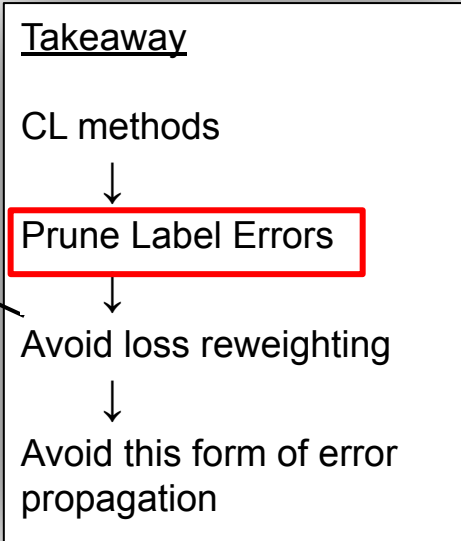 Takeaway
CL methods
↓
Prune Label Errors
↓
Avoid loss reweighting
↓
Avoid this form of error
propagation